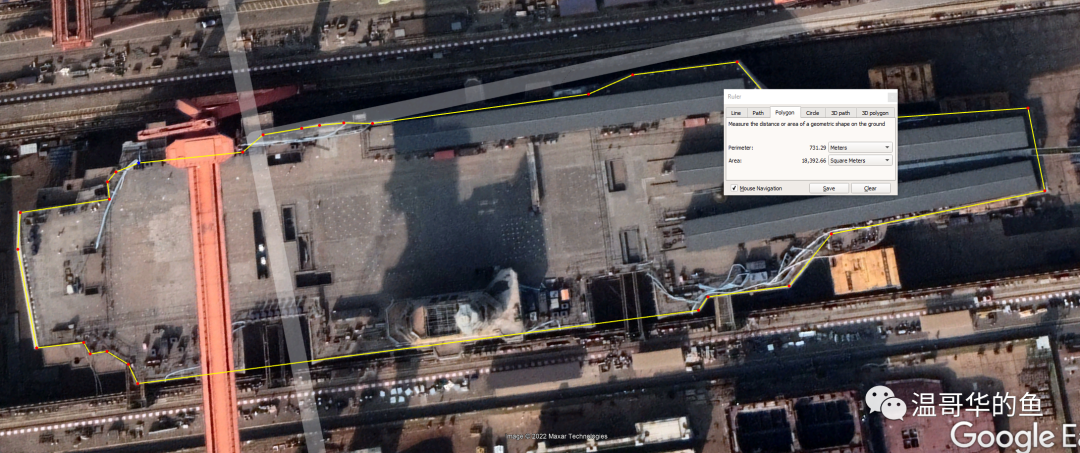 Ruler
Line Path Polygon Circle 3D path 3D polygon
Measure the distance or area of a geometric shape on the ground
Perimeter: 731.29 Meters
Area: 18,392.66 Square Meters
Mouse Navigation Save Clear
温哥华的鱼
Google E
Image © 2022 Maxar Technologies